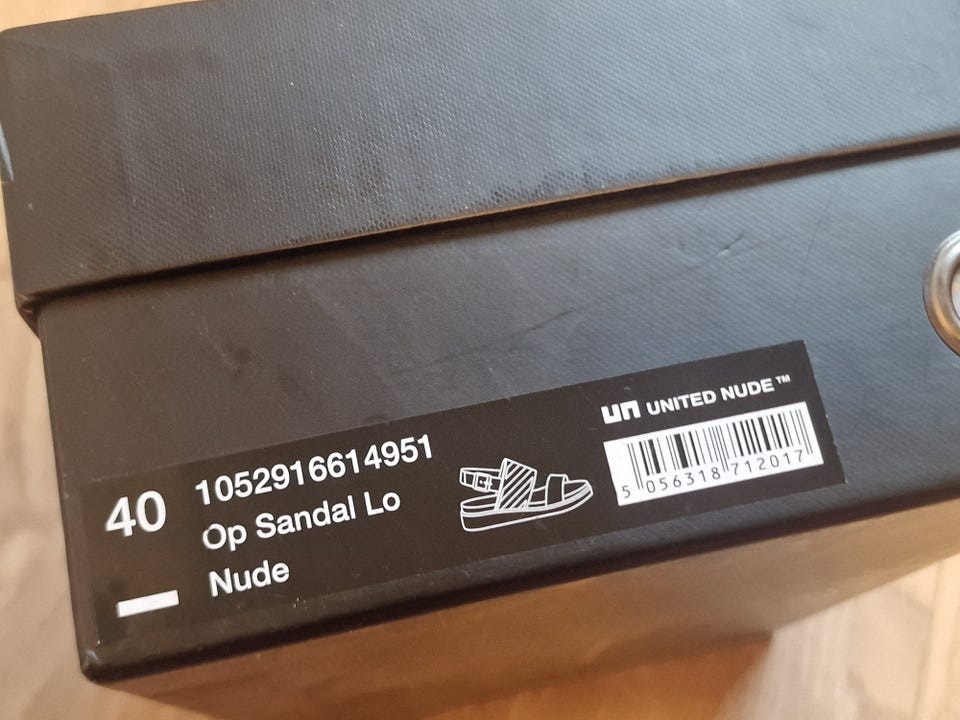 40
1052916614951
Op Sandal Lo
Nude
un UNITED NUDE™
5 056318 712017